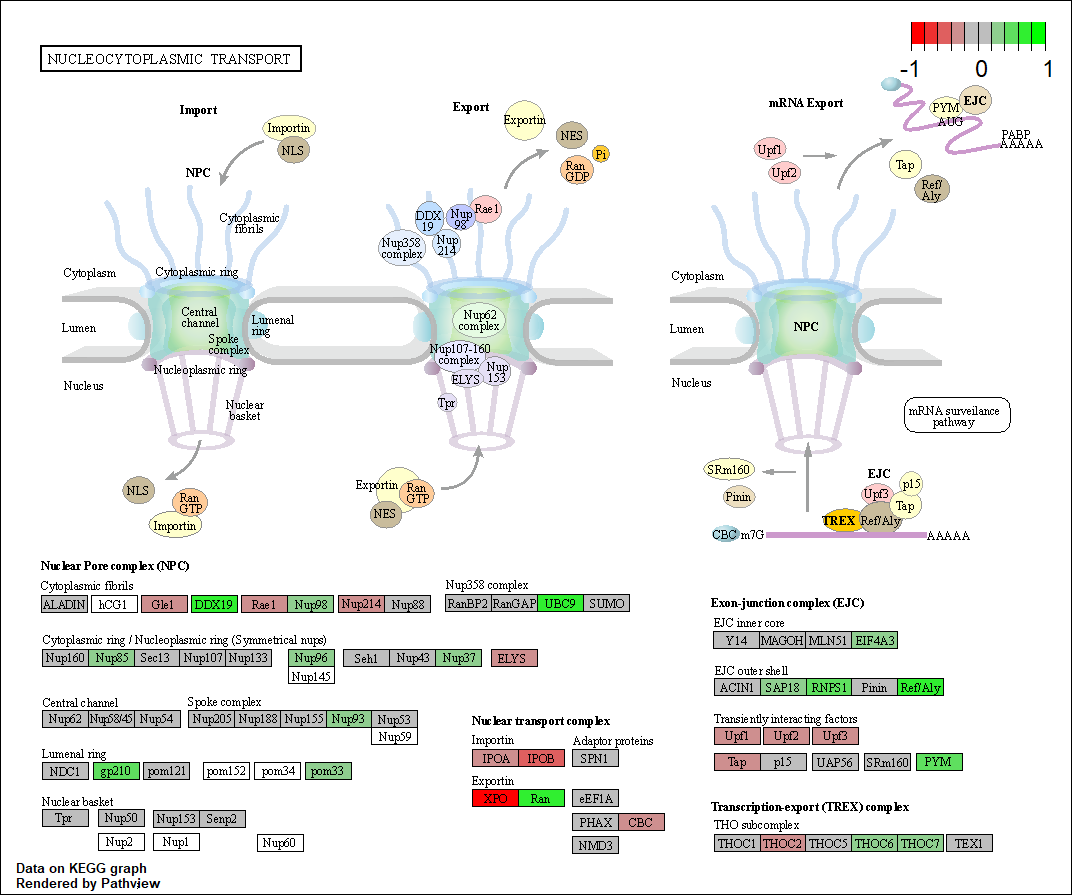 NUCLEOCYTOPLASMIC TRANSPORT
-1 0 1
Import
Importin
NLS
NPC
Cytoplasmic
fibrils
Cytoplasm
Cytoplasmic ring
Central
channel
Lumenal
ring
Lumen
Spoke
complex
Nucleoplasmic ring
Nucleus
Nuclear
basket
NLS
Ran
GTP
Importin
Export
Exportin
NES
Pi
Ran
GDP
DDX
19
Nup
98
Rae1
Nup358
complex
Nup
214
Nup62
complex
Nup107-160
complex
Nup
153
ELYS
Tpr
Exportin
Ran
GTP
NES
mRNA Export
PYM
EJC
AUG
PABP
AAAAA
Upf1
Upf2
Tap
Ref/
Aly
Cytoplasm
Lumen
NPC
Nucleus
mRNA surveilance
pathway
SRm160
Pinin
EJC
Upf3
p15
Tap
TREX
Ref/Aly
CBC
m7G
AAAAA
Nuclear Pore complex (NPC)
Cytoplasmic fibrils
ALADIN hCG1 Gle1 DDX19 Rae1 Nup98 Nup214 Nup88
Nup358 complex
RanBP2 RanGAP UBC9 SUMO
Cytoplasmic ring / Nucleoplasmic ring (Symmetrical nups)
Nup160 Nup85 Sec13 Nup107 Nup133 Nup96 Seh1 Nup43 Nup37 ELYS
Nup145
Central channel
Nup62 Nup58/45 Nup54
Spoke complex
Nup205 Nup188 Nup155 Nup93 Nup53
Nup59
Lumenal ring
NDC1 gp210 pom121 pom152 pom34 pom33
Nuclear basket
Tpr Nup50 Nup153 Senp2
Nup2 Nup1 Nup60
Nuclear transport complex
Importin
IPOA IPOB
Adaptor proteins
SPN1
Exportin
XPO Ran eEF1A
PHAX CBC
NMD3
Exon-junction complex (EJC)
EJC inner core
Y14 MAGOH MLN51 EIF4A3
EJC outer shell
ACIN1 SAP18 RNPS1 Pinin Ref/Aly
Transiently interacting factors
Upf1 Upf2 Upf3
Tap p15 UAP56 SRm160 PYM
Transcription-export (TREX) complex
THO subcomplex
THOC1 THOC2 THOC5 THOC6 THOC7 TEX1
Data on KEGG graph
Rendered by Pathview